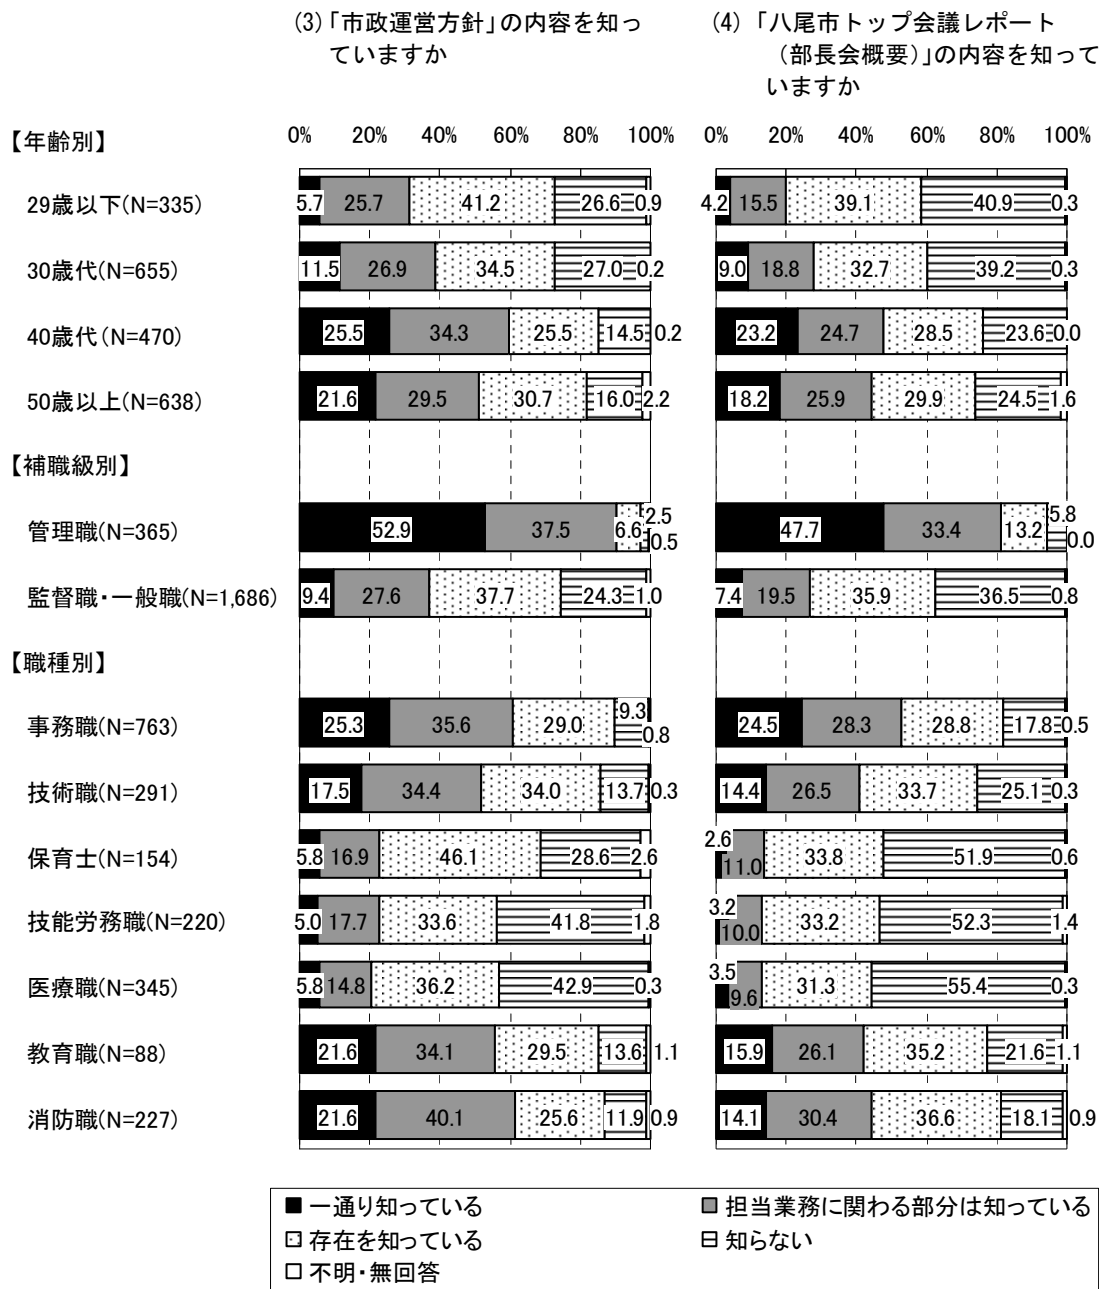 (3)「市政運営方針」の内容を知っ
ていますか
(4) 「八尾市トップ会議レポート
（部長会概要）」の内容を知って
いますか
【年齢別】
0% 20% 40% 60% 80% 100% 0% 20% 40% 60% 80% 100%
29歳以下(N=335) 5.7 25.7 41.2 26.6 0.9 4.2 15.5 39.1 40.9 0.3
30歳代(N=655) 11.5 26.9 34.5 27.0 0.2 9.0 18.8 32.7 39.2 0.3
40歳代(N=470) 25.5 34.3 25.5 14.5 0.2 23.2 24.7 28.5 23.6 0.0
50歳以上(N=638) 21.6 29.5 30.7 16.0 2.2 18.2 25.9 29.9 24.5 1.6
【補職級別】
管理職(N=365) 52.9 37.5 6.6 2.5 0.5 47.7 33.4 13.2 5.8 0.0
監督職・一般職(N=1,686) 9.4 27.6 37.7 24.3 1.0 7.4 19.5 35.9 36.5 0.8
【職種別】
事務職(N=763) 25.3 35.6 29.0 9.3 0.8 24.5 28.3 28.8 17.8 0.5
技術職(N=291) 17.5 34.4 34.0 13.7 0.3 14.4 26.5 33.7 25.1 0.3
保育士(N=154) 5.8 16.9 46.1 28.6 2.6 2.6 11.0 33.8 51.9 0.6
技能労務職(N=220) 5.0 17.7 33.6 41.8 1.8 3.2 10.0 33.2 52.3 1.4
医療職(N=345) 5.8 14.8 36.2 42.9 0.3 3.5 9.6 31.3 55.4 0.3
教育職(N=88) 21.6 34.1 29.5 13.6 1.1 15.9 26.1 35.2 21.6 1.1
消防職(N=227) 21.6 40.1 25.6 11.9 0.9 14.1 30.4 36.6 18.1 0.9
一通り知っている 担当業務に関わる部分は知っている
存在を知っている 知らない
不明・無回答